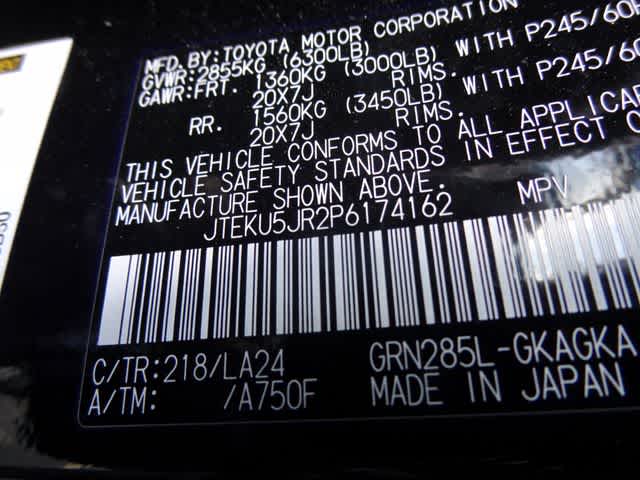 MFD.BY:TOYOTA MOTOR CORPORATION
GVWR:2855KG (6300LB)
GAWR:FRT. 1360KG (3000LB) WITH P245/60R
20X7J RIMS.
RR. 1560KG (3450LB) WITH P245/60
20X7J RIMS.
THIS VEHICLE CONFORMS TO ALL APPLICAB
VEHICLE SAFETY STANDARDS IN EFFECT O
MANUFACTURE SHOWN ABOVE.
JTEKU5JR2P6174162 MPV
C/TR:218/LA24 GRN285L-GKAGKA
A/TM: /A750F MADE IN JAPAN